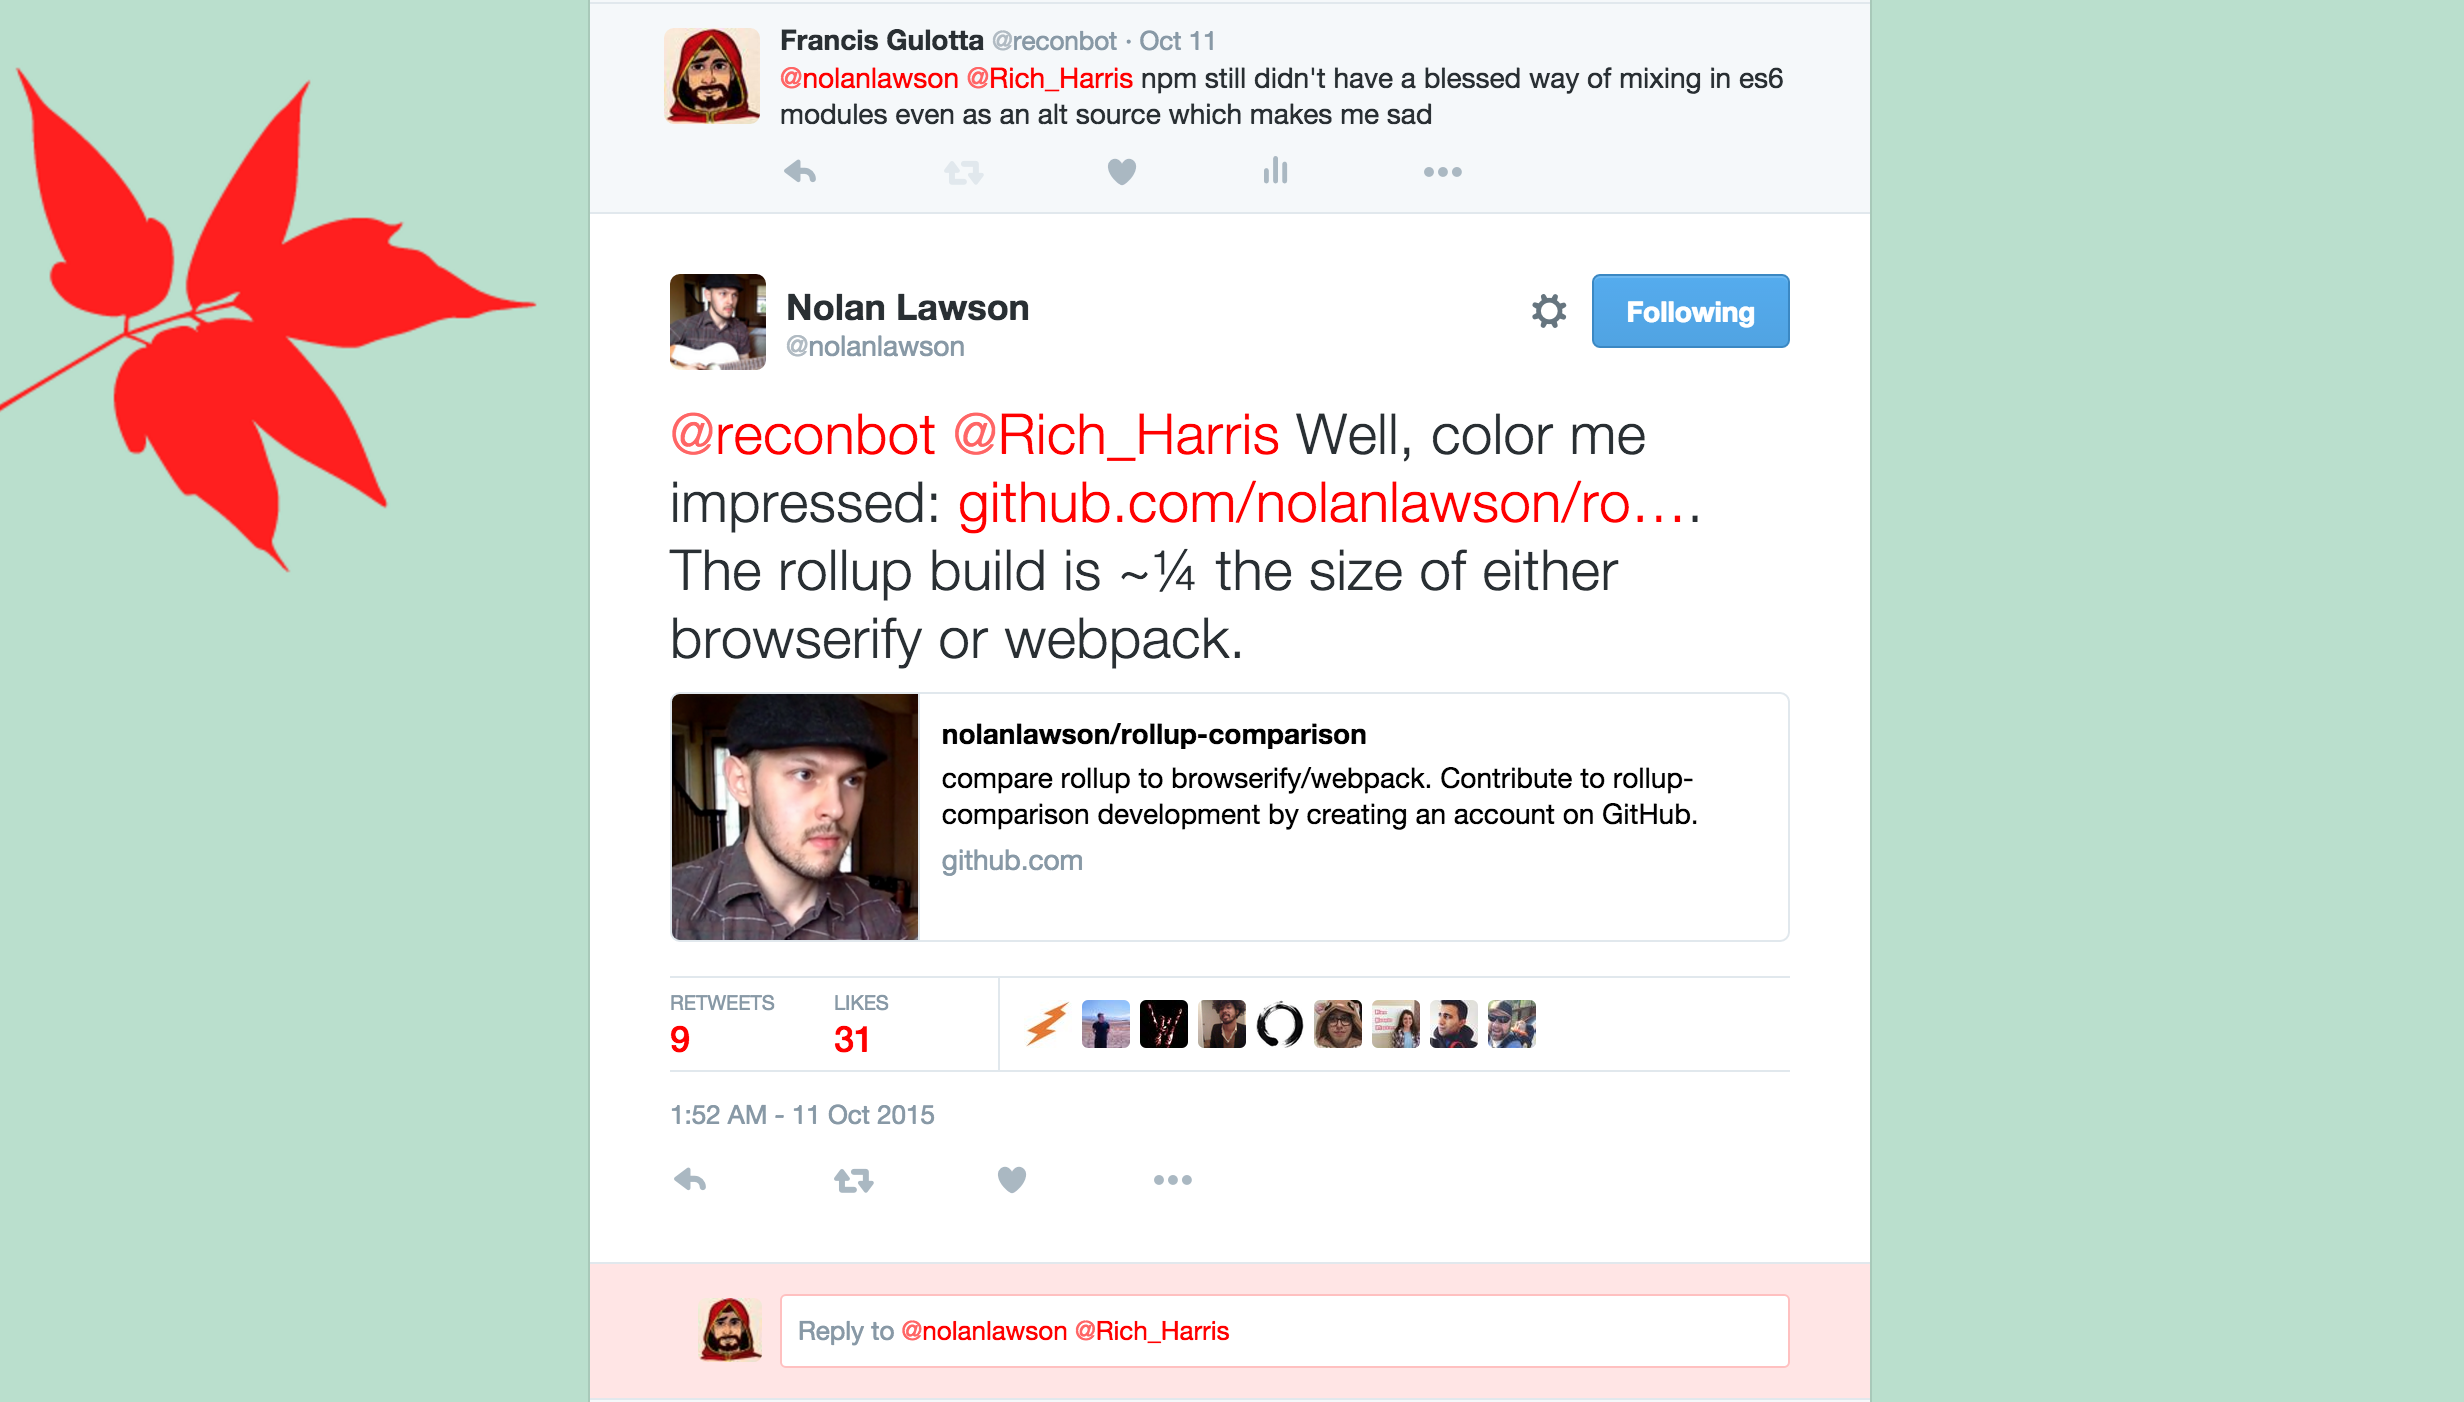 Francis Gulotta @reconbot · Oct 11
@nolanlawson @Rich_Harris npm still didn't have a blessed way of mixing in es6
modules even as an alt source which makes me sad
Nolan Lawson
@nolanlawson
Following
@reconbot @Rich_Harris Well, color me
impressed: github.com/nolanlawson/ro….
The rollup build is ~¼ the size of either
browserify or webpack.
nolanlawson/rollup-comparison
compare rollup to browserify/webpack. Contribute to rollup-
comparison development by creating an account on GitHub.
github.com
RETWEETS
9
LIKES
31
1:52 AM - 11 Oct 2015
Reply to @nolanlawson @Rich_Harris